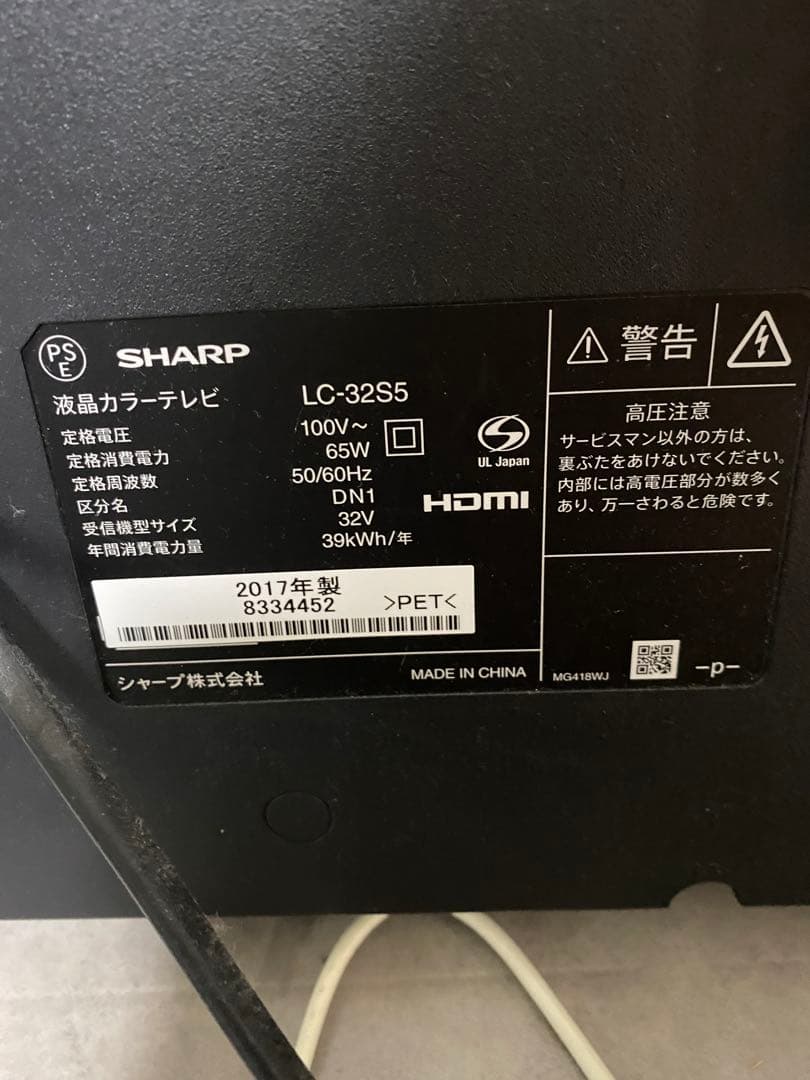 PS
E
SHARP
液晶カラーテレビ LC-32S5
定格電圧 100V～
定格消費電力 65W
定格周波数 50/60Hz
区分名 DN1
受信機型サイズ 32V
年間消費電力量 39kWh/年
UL Japan
HDMI
2017年製
8334452 >PET<
シャープ株式会社 MADE IN CHINA
警告
高圧注意
サービスマン以外の方は、
裏ぶたをあけないでください。
内部には高電圧部分が数多く
あり、万一さわると危険です。
MG418WJ -p-